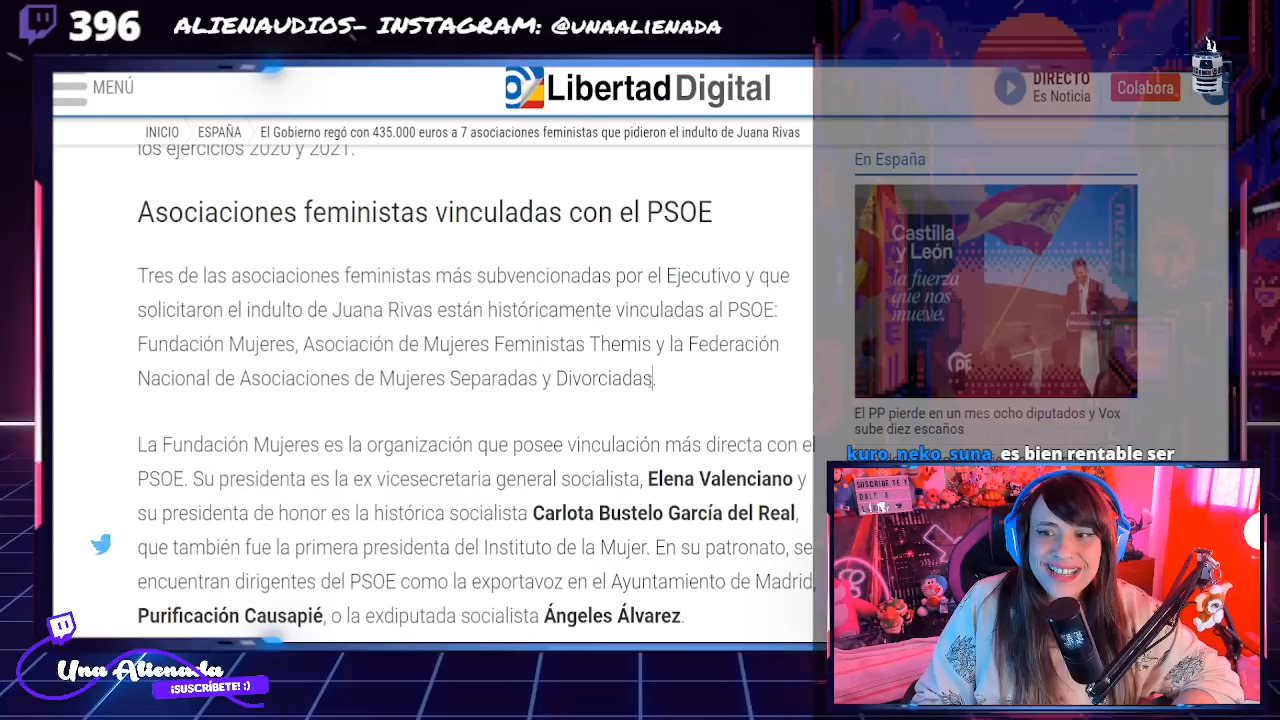 396
ALIENAUDIOS- INSTAGRAM: @UNAALIENADA
MENÚ
Libertad Digital
DIRECTO
Es Noticia
Colabora
INICIO ESPAÑA El Gobierno regó con 435.000 euros a 7 asociaciones feministas que pidieron el indulto de Juana Rivas
los ejercicios 2020 y 2021.
Asociaciones feministas vinculadas con el PSOE
Tres de las asociaciones feministas más subvencionadas por el Ejecutivo y que
solicitaron el indulto de Juana Rivas están históricamente vinculadas al PSOE:
Fundación Mujeres, Asociación de Mujeres Feministas Themis y la Federación
Nacional de Asociaciones de Mujeres Separadas y Divorciadas.
La Fundación Mujeres es la organización que posee vinculación más directa con el
PSOE. Su presidenta es la ex vicesecretaria general socialista, Elena Valenciano y
su presidenta de honor es la histórica socialista Carlota Bustelo García del Real,
que también fue la primera presidenta del Instituto de la Mujer. En su patronato, se
encuentran dirigentes del PSOE como la exportavoz en el Ayuntamiento de Madrid,
Purificación Causapié, o la exdiputada socialista Ángeles Álvarez.
En España
Castilla
y León
la fuerza
que nos
mueve.
El PP pierde en un mes ocho diputados y Vox
sube diez escaños
kuro_neko_suna es bien rentable ser
SUSCRIBETE Y
DALE A
Una Alienada
¡SUSCRÍBETE! :)